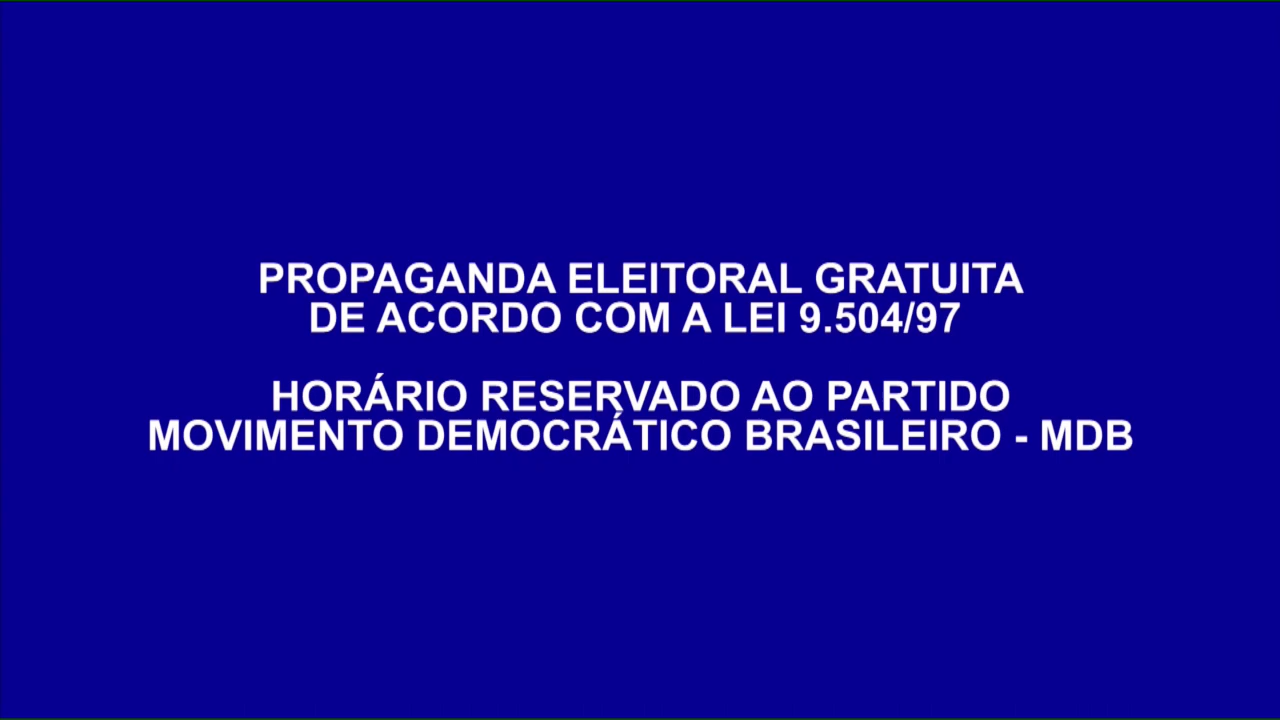 PROPAGANDA ELEITORAL GRATUITA
DE ACORDO COM A LEI 9.504/97
HORÁRIO RESERVADO AO PARTIDO
MOVIMENTO DEMOCRÁTICO BRASILEIRO - MDB